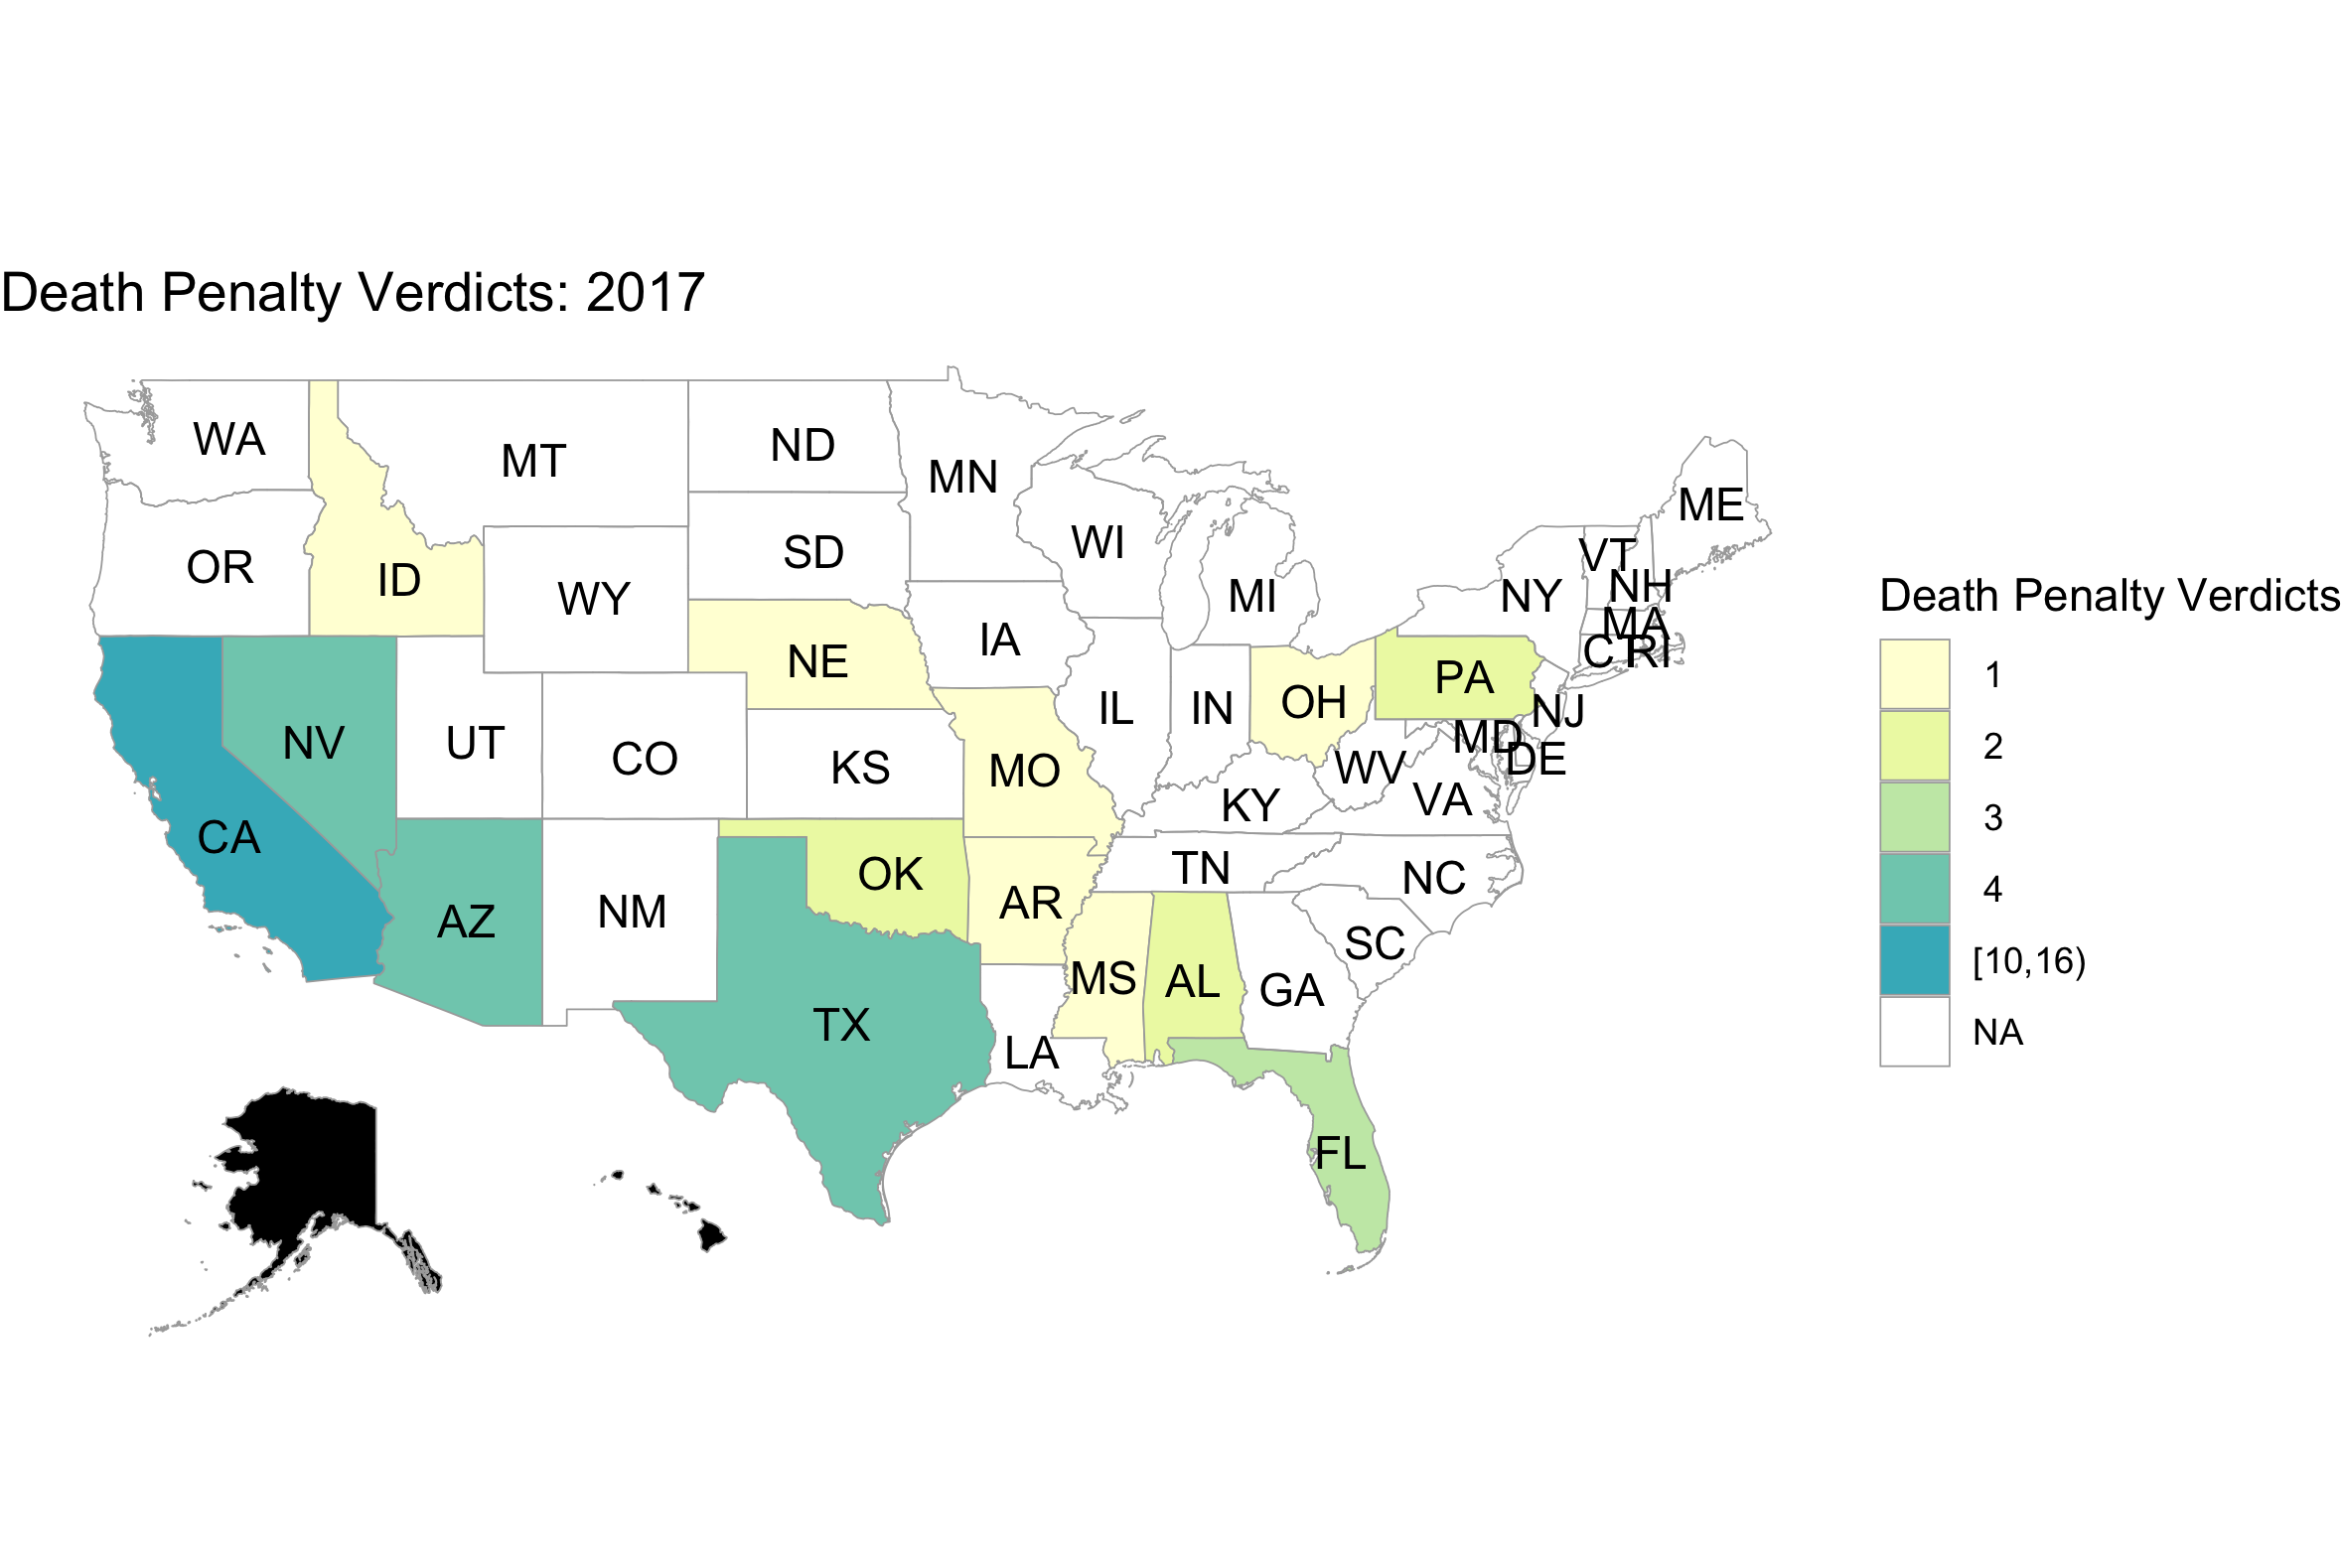 Death Penalty Verdicts: 2017
WA
MT
ND
MN
ME
OR
ID
WY
SD
WI
MI
NY
VT
NH
MA
CT
RI
NE
IA
PA
NV
UT
CO
KS
MO
IL
IN
OH
NJ
MD
DE
WV
VA
KY
CA
AZ
NM
OK
AR
TN
NC
SC
TX
LA
MS
AL
GA
FL
Death Penalty Verdicts
1
2
3
4
[10,16)
NA